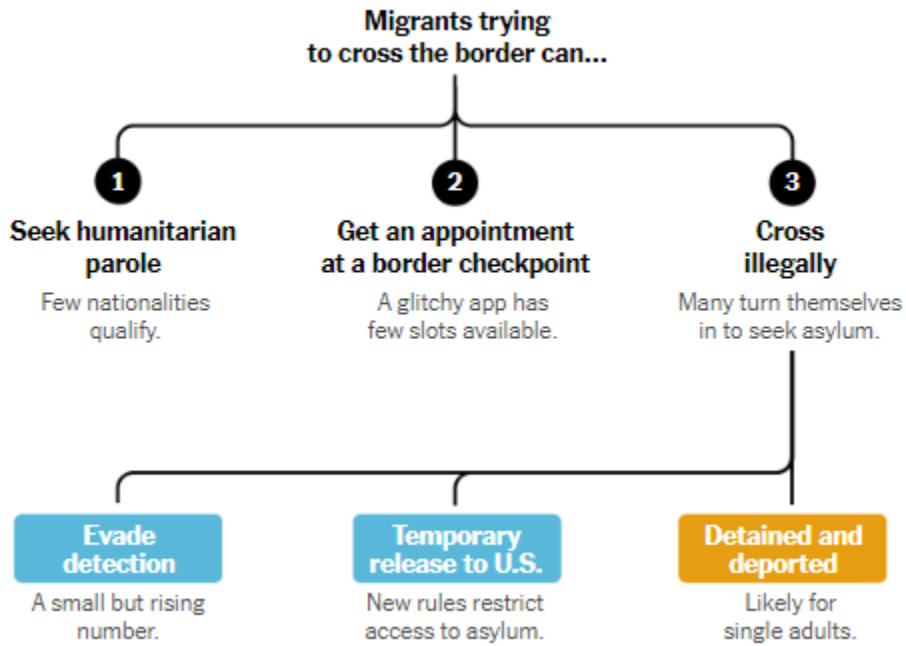 Migrants trying
to cross the border can...
1
Seek humanitarian
parole
Few nationalities
qualify.
2
Get an appointment
at a border checkpoint
A glitchy app has
few slots available.
3
Cross
illegally
Many turn themselves
in to seek asylum.
Evade
detection
A small but rising
number.
Temporary
release to U.S.
New rules restrict
access to asylum.
Detained and
deported
Likely for
single adults.